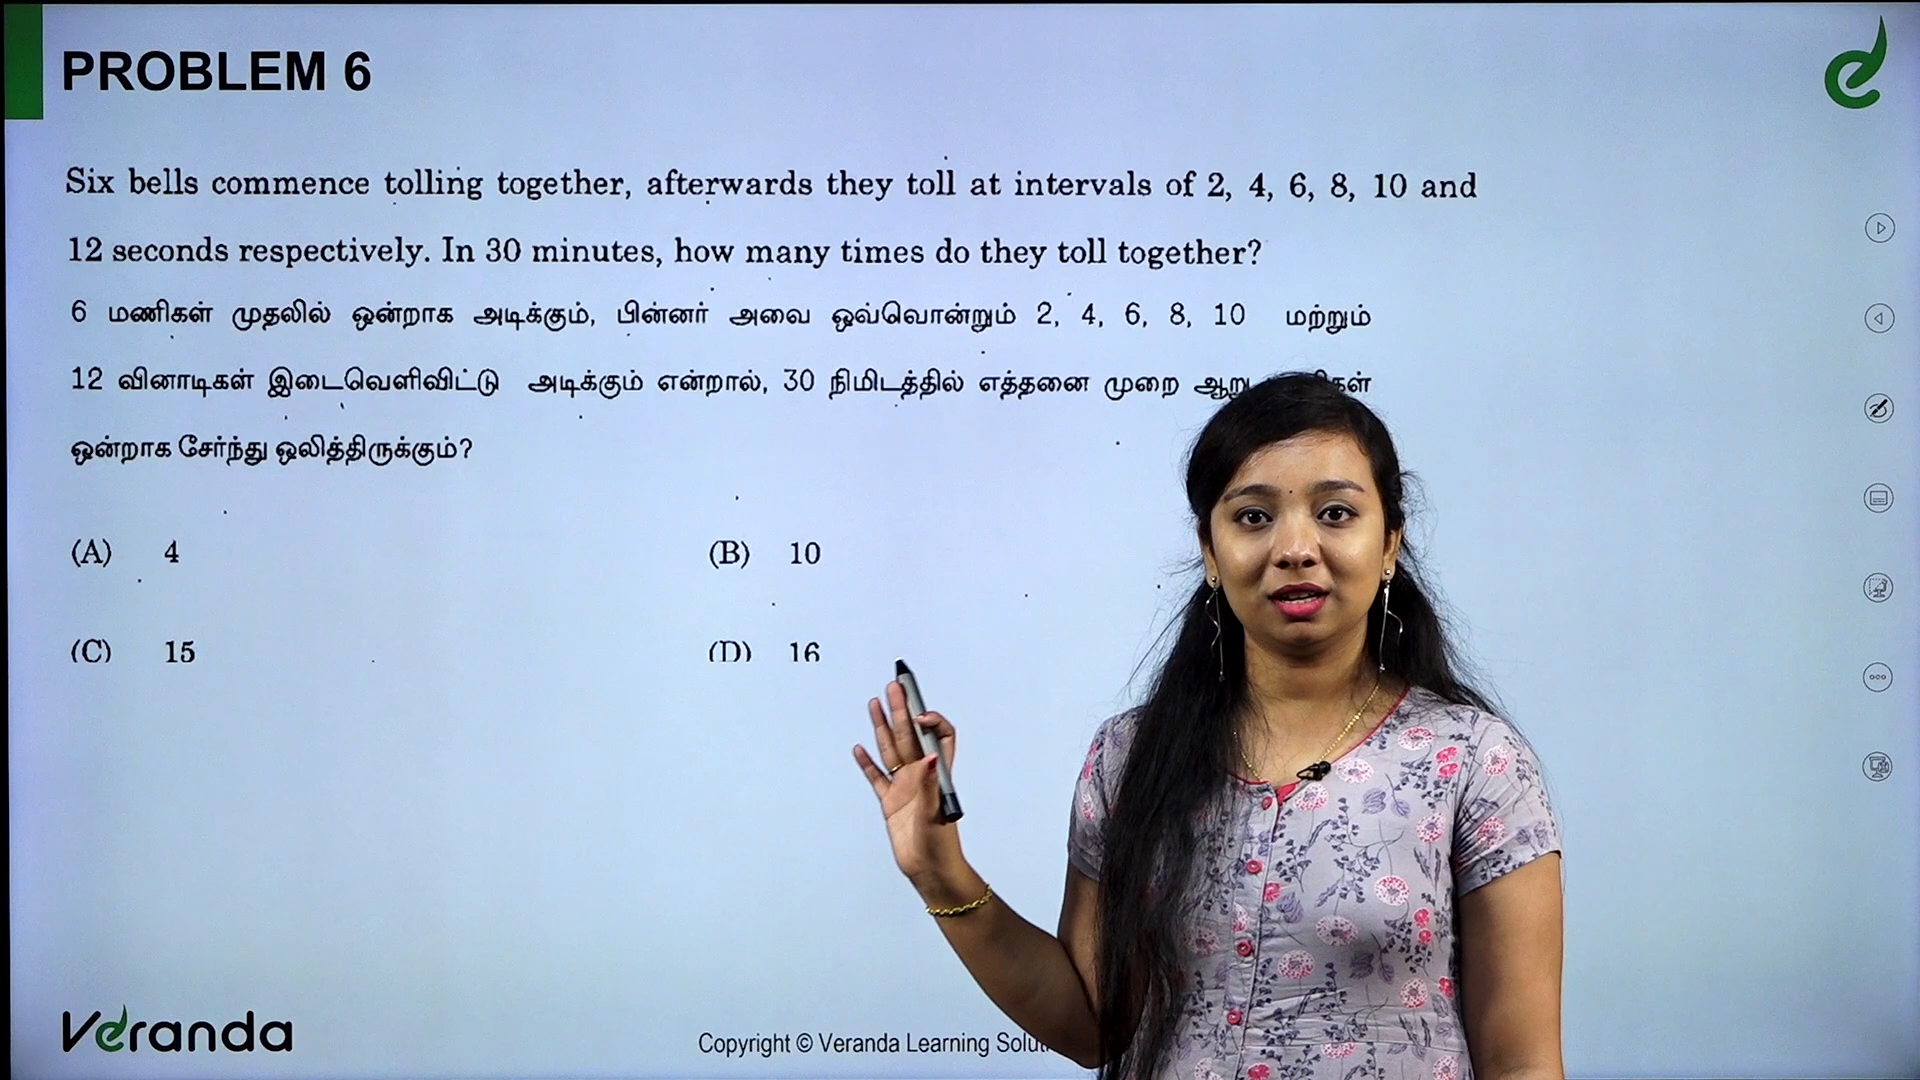 PROBLEM 6
Six bells commence tolling together, afterwards they toll at intervals of 2, 4, 6, 8, 10 and
12 seconds respectively. In 30 minutes, how many times do they toll together?
6 மணிகள் முதலில் ஒன்றாக அடிக்கும், பின்னர் அவை ஒவ்வொன்றும் 2, 4, 6, 8, 10 மற்றும்
12 வினாடிகள் இடைவெளிவிட்டு அடிக்கும் என்றால், 30 நிமிடத்தில் எத்தனை முறை ஆறு
ஒன்றாக சேர்ந்து ஒலித்திருக்கும்?
(A) 4 (B) 10
(C) 15 (D) 16
Veranda
Copyright © Veranda Learning